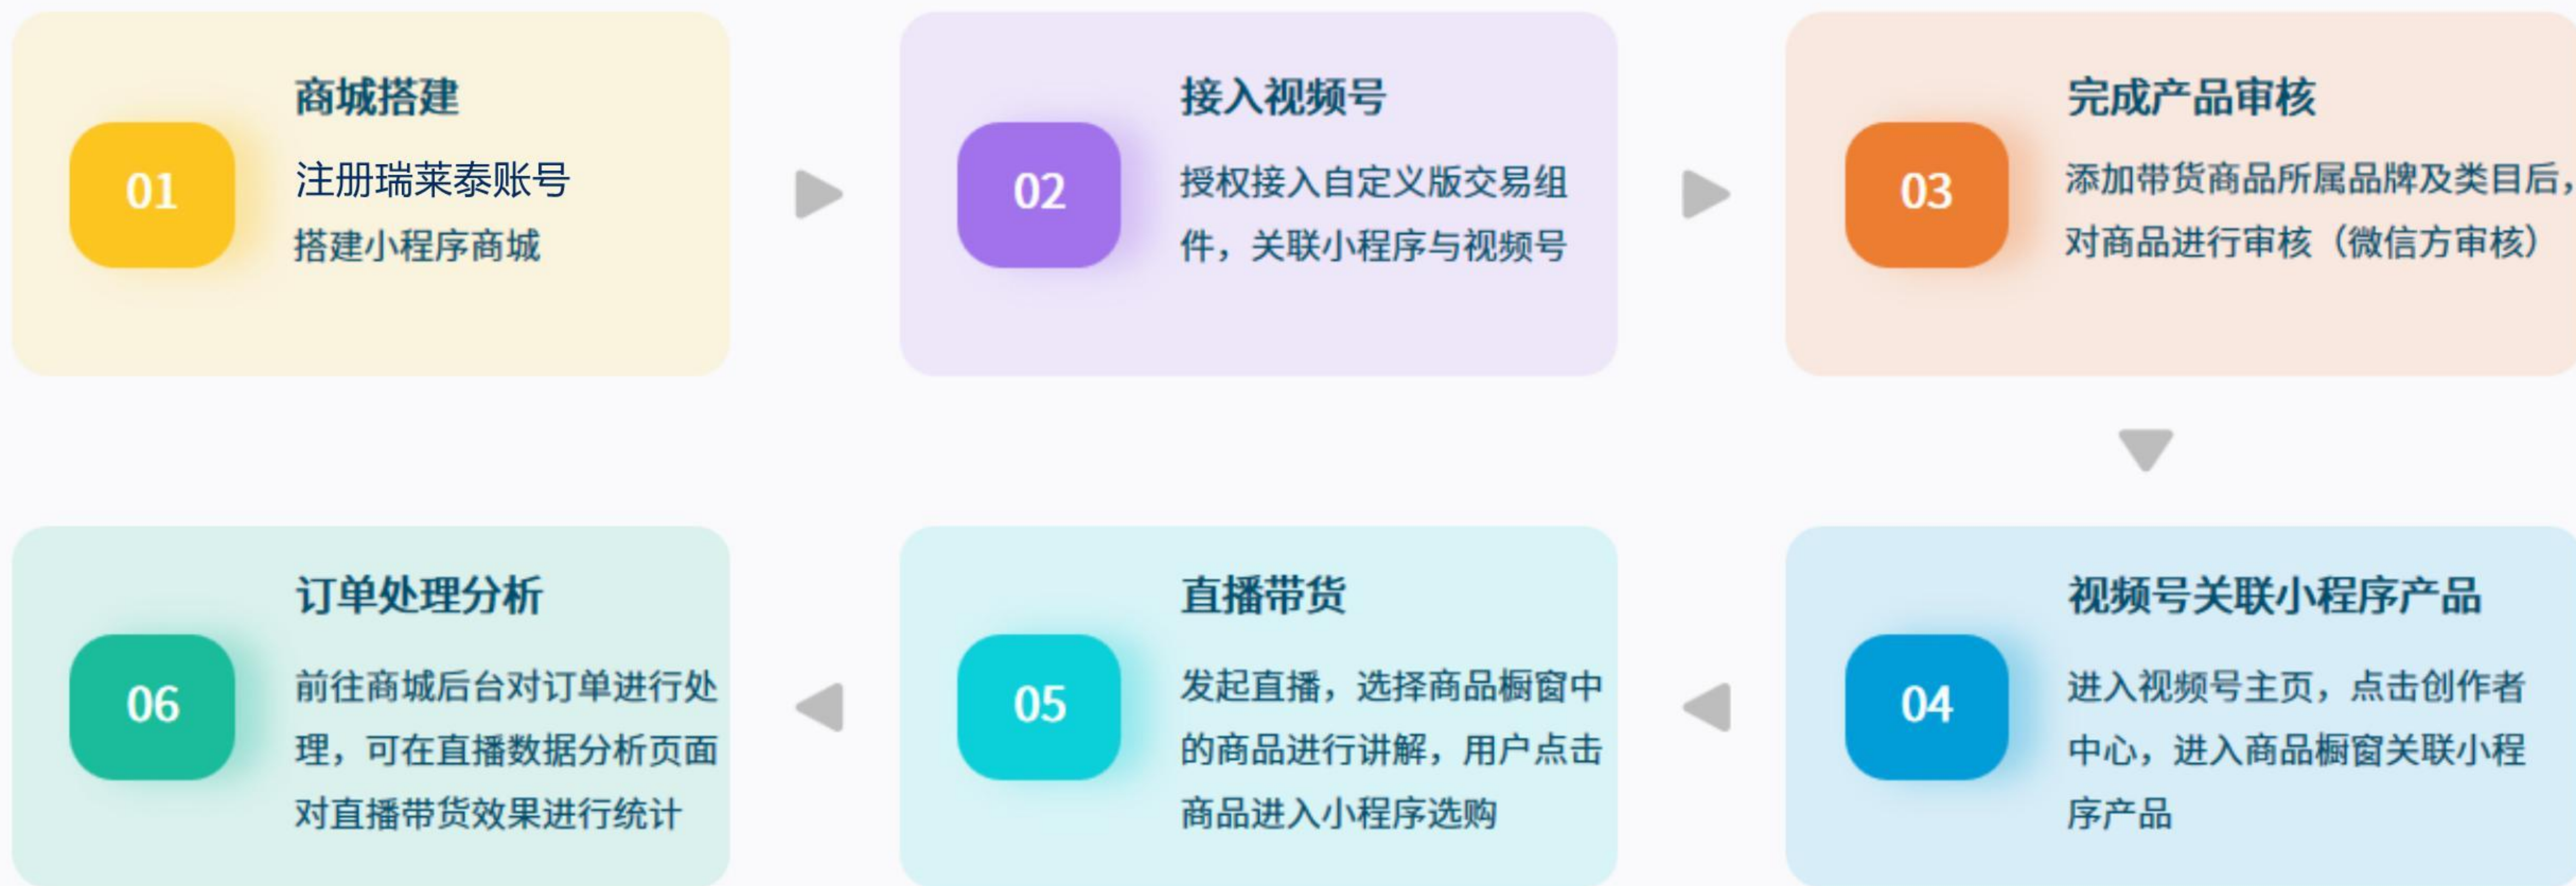 01
商城搭建
注册瑞莱泰账号
搭建小程序商城
02
接入视频号
授权接入自定义版交易组
件，关联小程序与视频号
03
完成产品审核
添加带货商品所属品牌及类目后，
对商品进行审核（微信方审核）
04
视频号关联小程序产品
进入视频号主页，点击创作者
中心，进入商品橱窗关联小程
序产品
05
直播带货
发起直播，选择商品橱窗中
的商品进行讲解，用户点击
商品进入小程序选购
06
订单处理分析
前往商城后台对订单进行处
理，可在直播数据分析页面
对直播带货效果进行统计